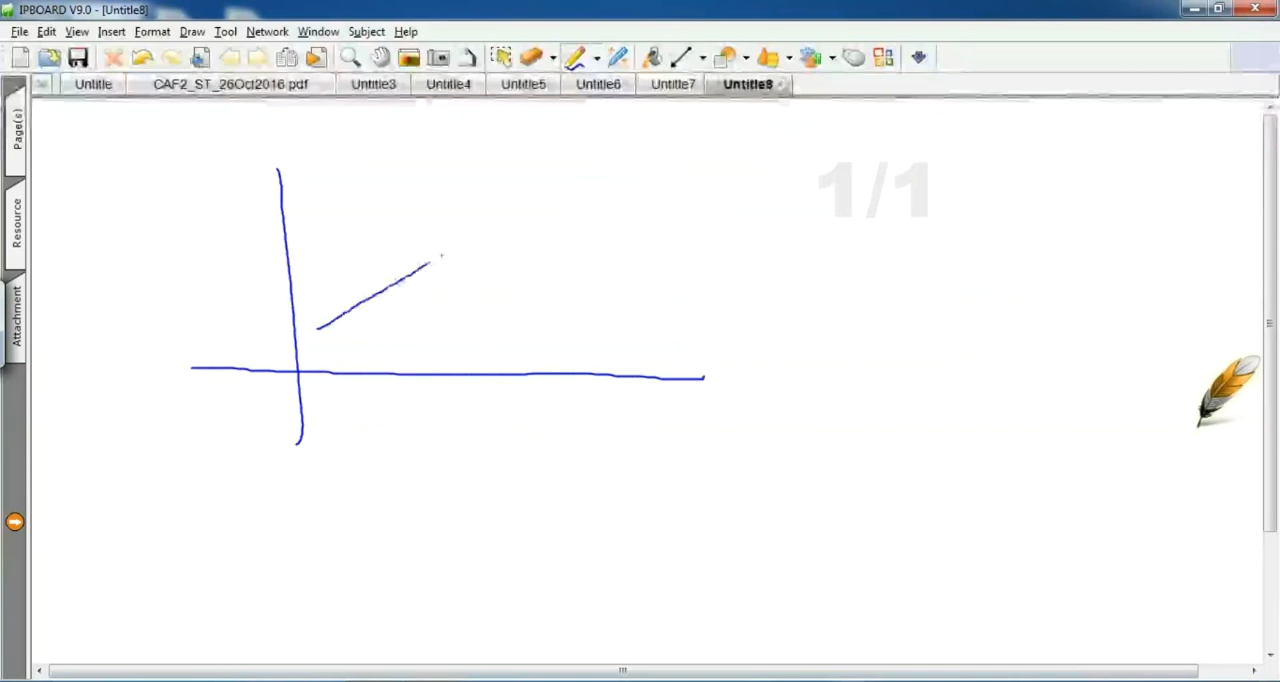 IPBOARD V9.0 - [Untitle8]
File Edit View Insert Format Draw Tool Network Window Subject Help
Untitle CAF2_ST_26Oct2016.pdf Untitle3 Untitle4 Untitle5 Untitle6 Untitle7 Untitle8
1/1
Page(s)
Resource
Attachment